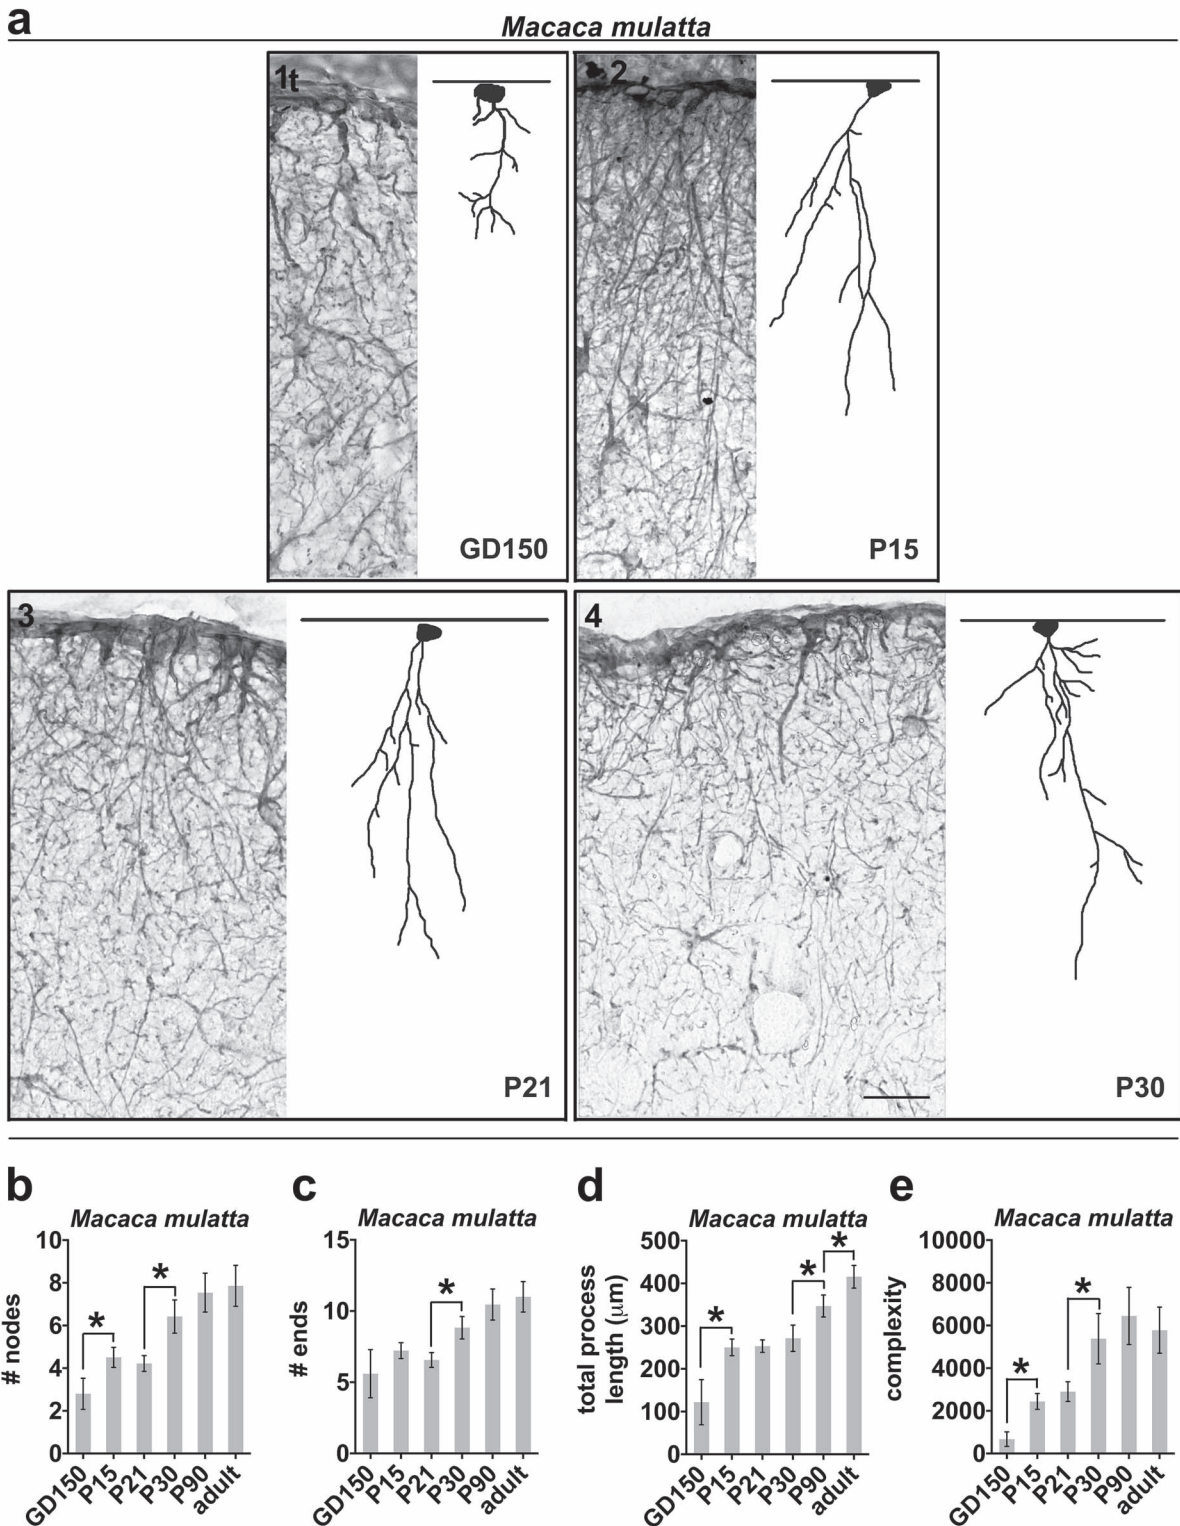 a
Macaca mulatta
1t
GD150
2
P15
3
P21
4
P30
b
Macaca mulatta
# nodes
10
8
6
4
2
0
*
*
GD150
P15
P21
P30
P90
adult
c
Macaca mulatta
# ends
15
10
5
0
*
GD150
P15
P21
P30
P90
adult
d
Macaca mulatta
total process
length (μm)
500
400
300
200
100
0
*
*
*
GD150
P15
P21
P30
P90
adult
e
Macaca mulatta
complexity
10000
8000
6000
4000
2000
0
*
*
GD150
P15
P21
P30
P90
adult